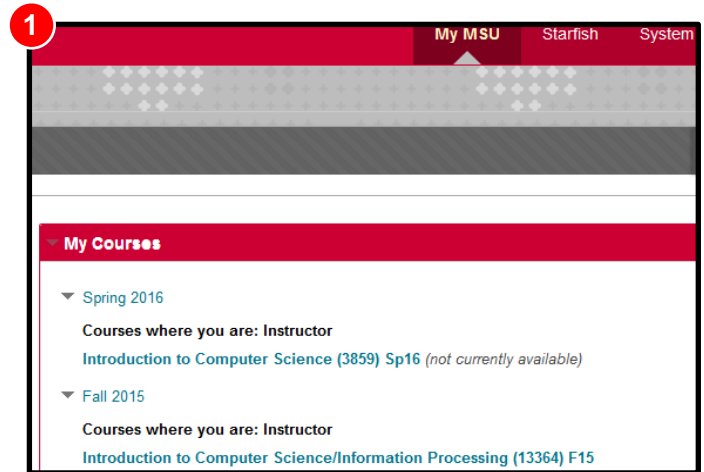 1
My MSU Starfish System
My Courses
Spring 2016
Courses where you are: Instructor
Introduction to Computer Science (3859) Sp16 (not currently available)
Fall 2015
Courses where you are: Instructor
Introduction to Computer Science/Information Processing (13364) F15